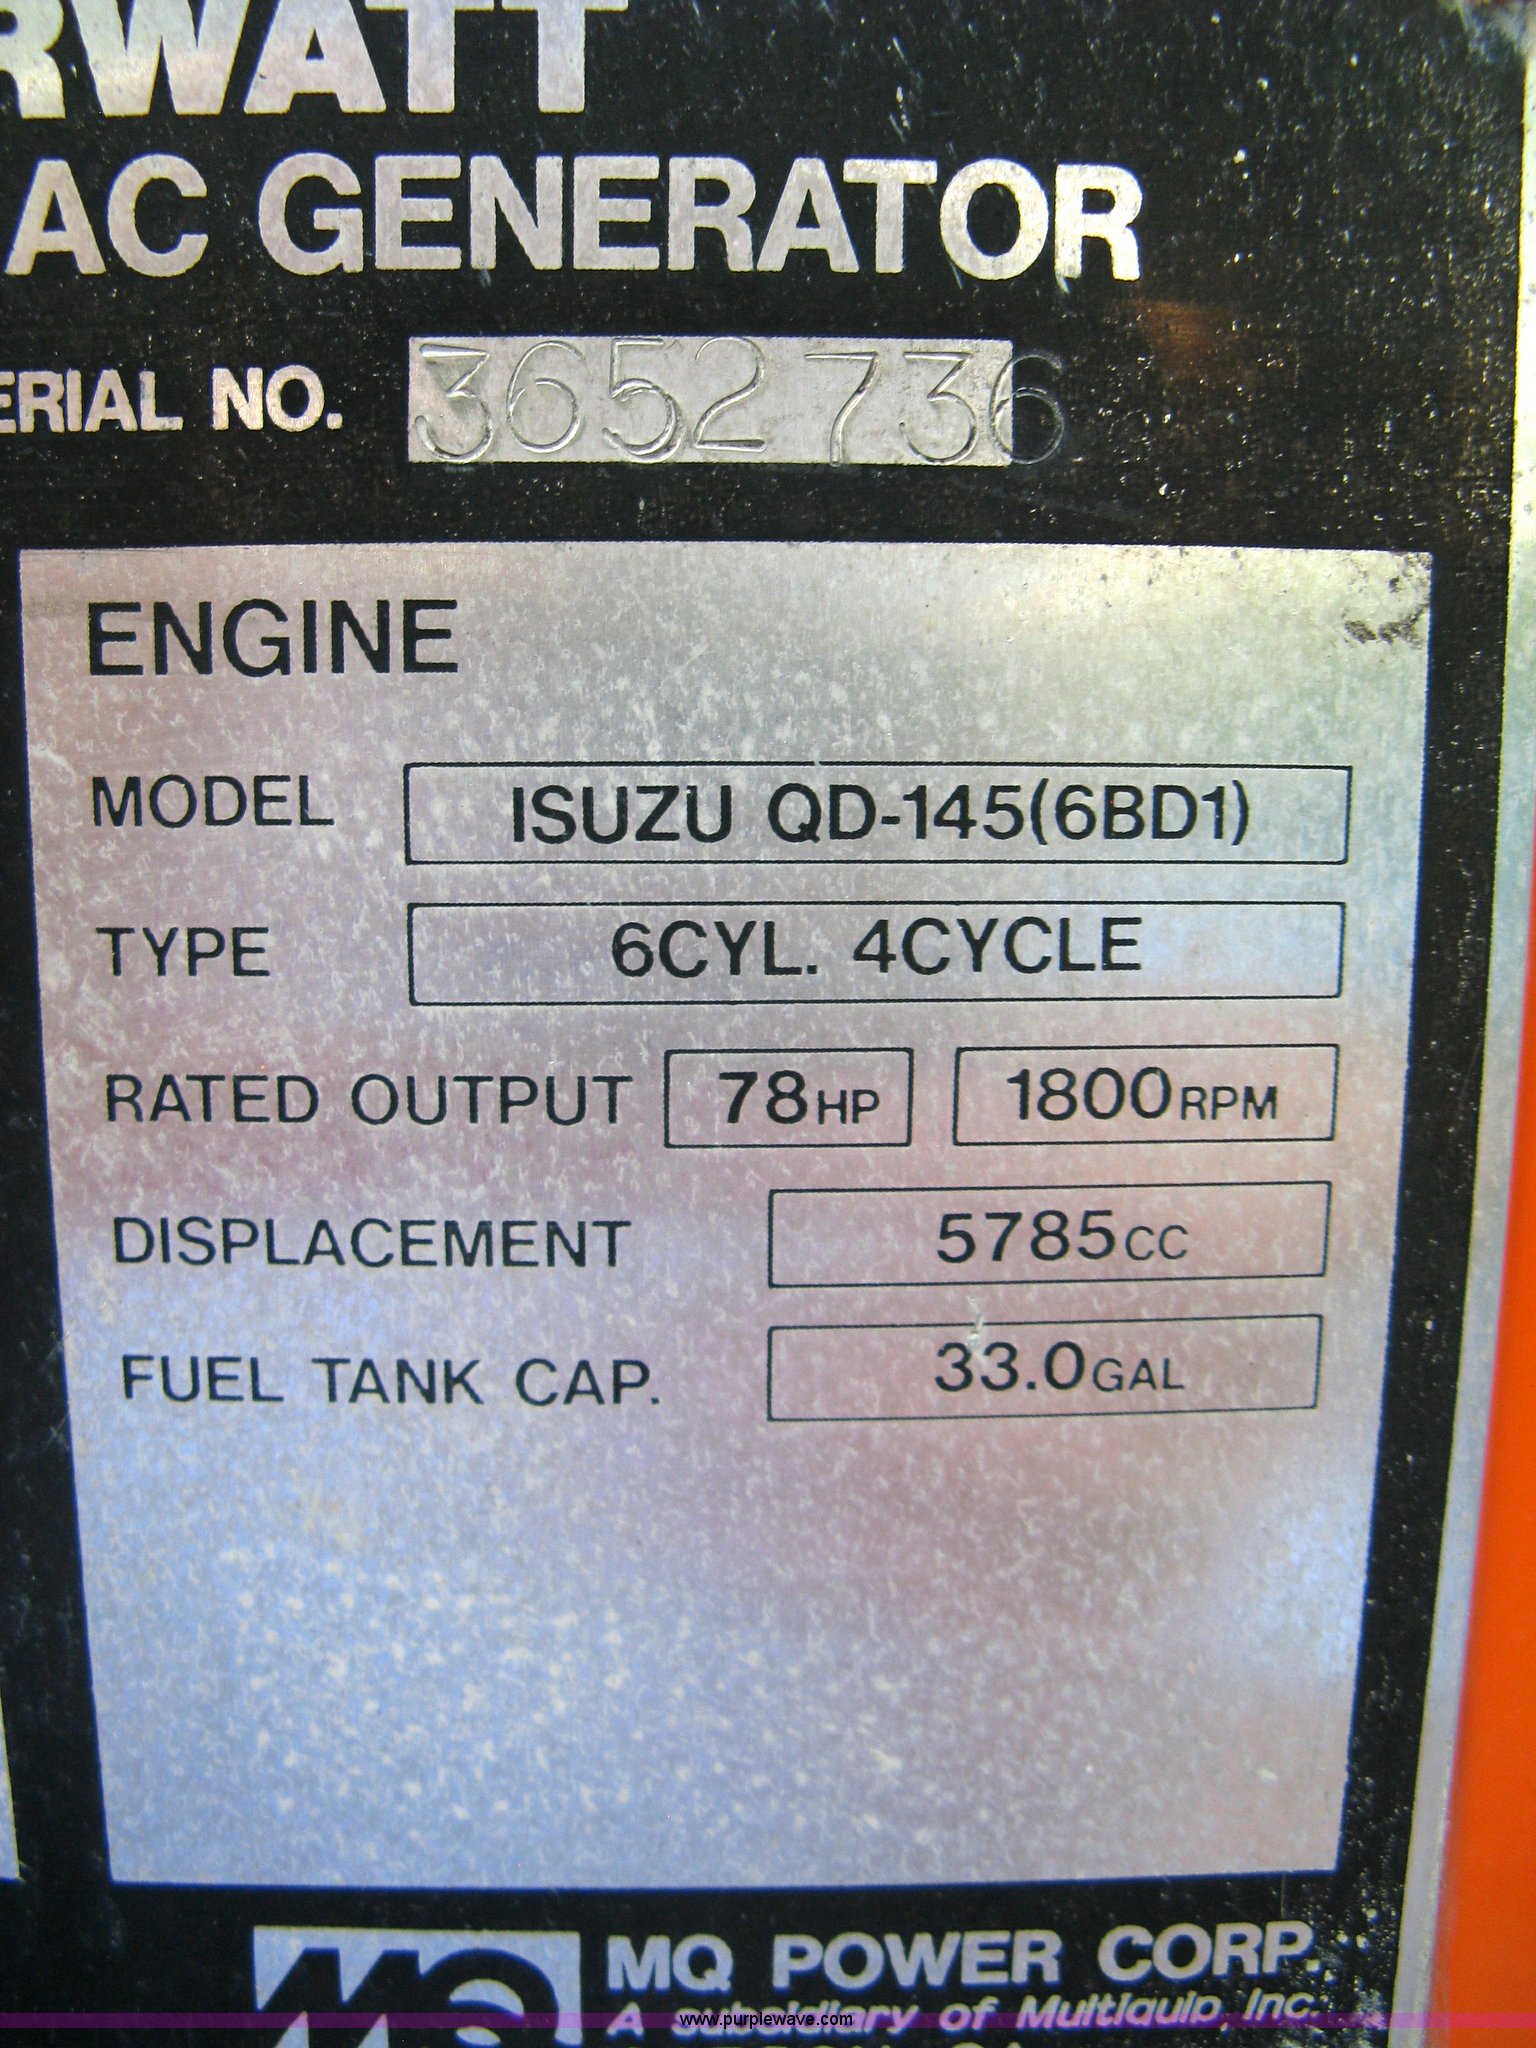 RWATT
AC GENERATOR
ERIAL NO. 3652736
ENGINE
MODEL ISUZU QD-145(6BD1)
TYPE 6CYL. 4CYCLE
RATED OUTPUT 78HP 1800RPM
DISPLACEMENT 5785CC
FUEL TANK CAP. 33.0GAL
MQ MQ POWER CORP.
A subsidiary of Multiquip, Inc.
www.purplewave.com